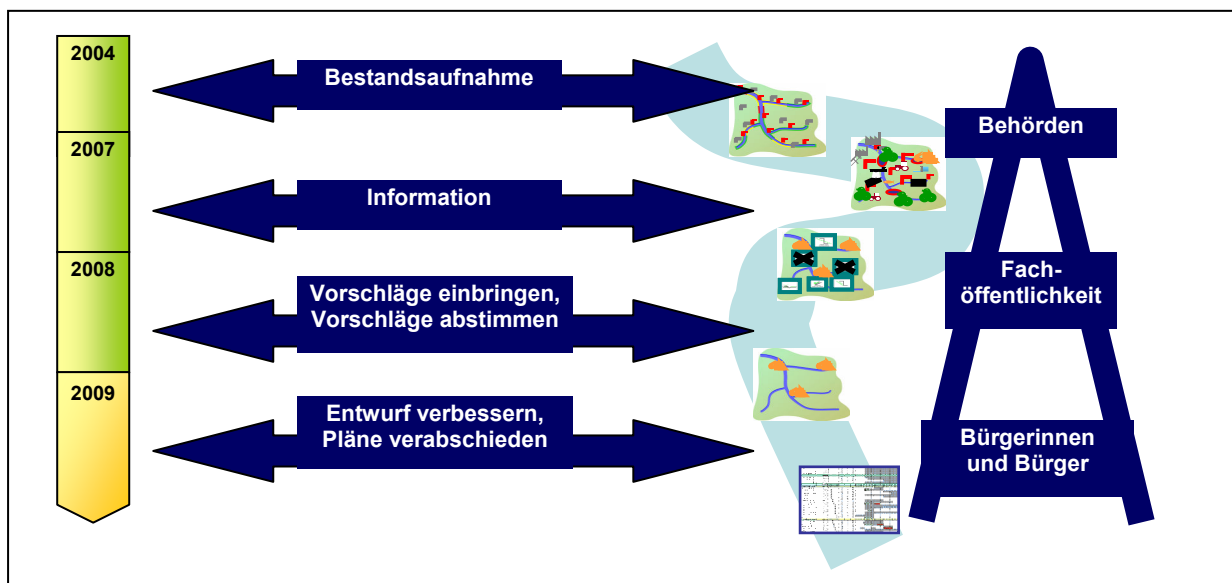 2004
Bestandsaufnahme
Behörden
2007
Information
2008
Vorschläge einbringen,
Vorschläge abstimmen
Fach-
öffentlichkeit
2009
Entwurf verbessern,
Pläne verabschieden
Bürgerinnen
und Bürger